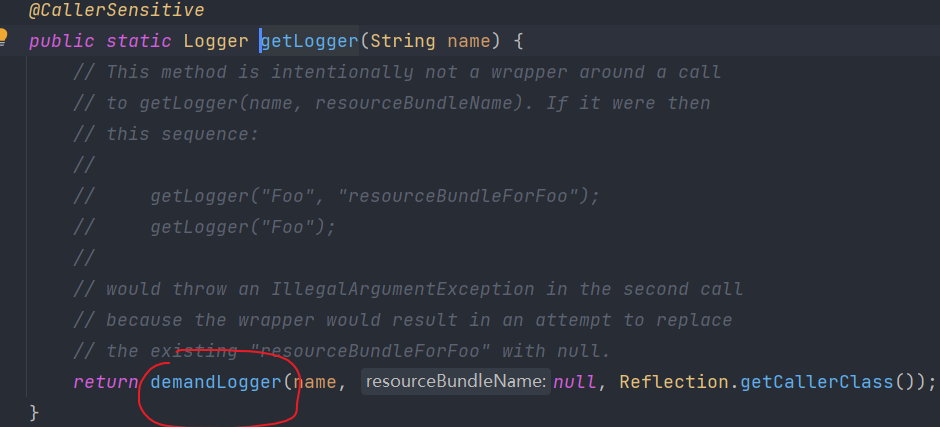 @CallerSensitive
public static Logger getLogger(String name) {
// This method is intentionally not a wrapper around a call
// to getLogger(name, resourceBundleName). If it were then
// this sequence:
//
//     getLogger("Foo", "resourceBundleForFoo");
//     getLogger("Foo");
//
// would throw an IllegalArgumentException in the second call
// because the wrapper would result in an attempt to replace
// the existing "resourceBundleForFoo" with null.
return demandLogger(name, resourceBundleName: null, Reflection.getCallerClass());
}